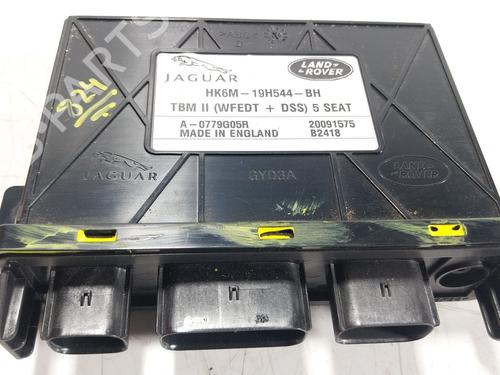 JAGUAR
LAND
ROVER
HK6M-19H544-BH
TBM II (WFEDT + DSS) 5 SEAT
A-0779G05R 20091575
MADE IN ENGLAND B2418
JAGUAR
GYD3A
LAND
ROVER
824